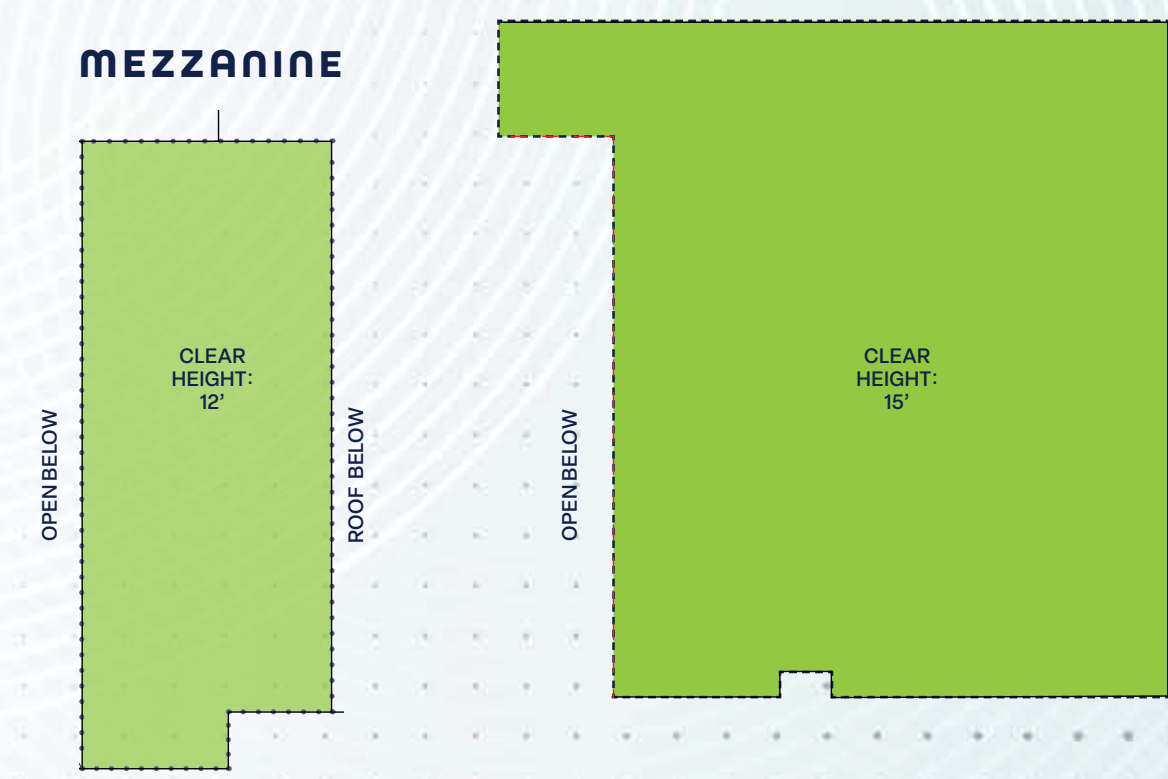 MEZZANINE
CLEAR
HEIGHT:
12’
OPEN BELOW
ROOF BELOW
OPEN BELOW
CLEAR
HEIGHT:
15’